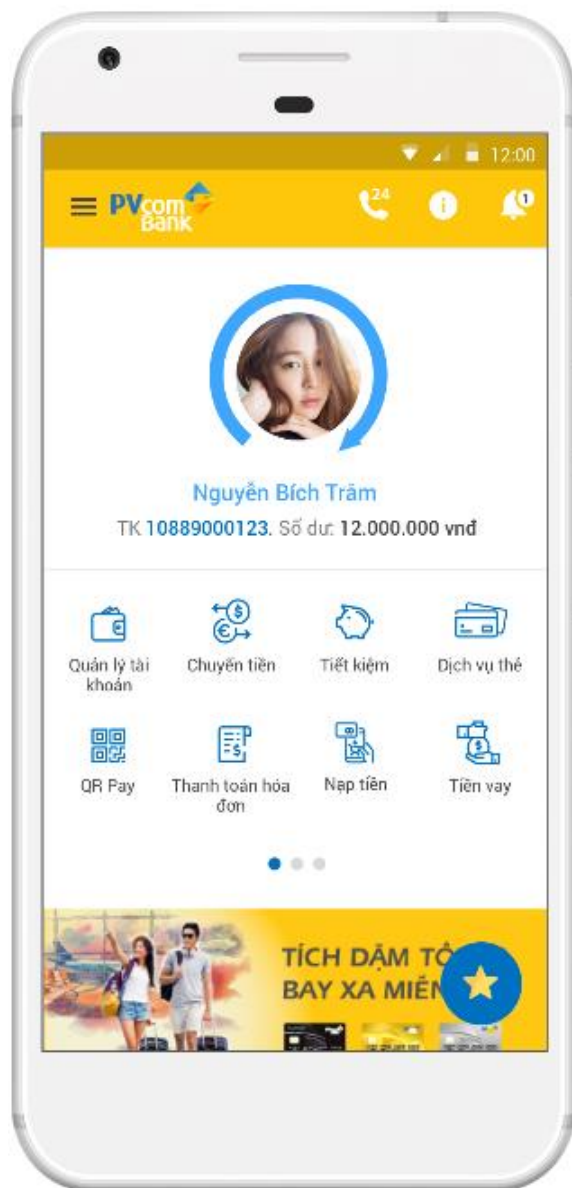 12:00
PVcom
Bank
24
i
1
Nguyễn Bích Trâm
TK 10889000123. Số dư: 12.000.000 vnđ
Quản lý tài
khoản
Chuyển tiền
Tiết kiệm
Dịch vụ thẻ
QR Pay
Thanh toán hóa
đơn
Nạp tiền
Tiền vay
TÍCH DẶM TÔ
BAY XA MIỄN